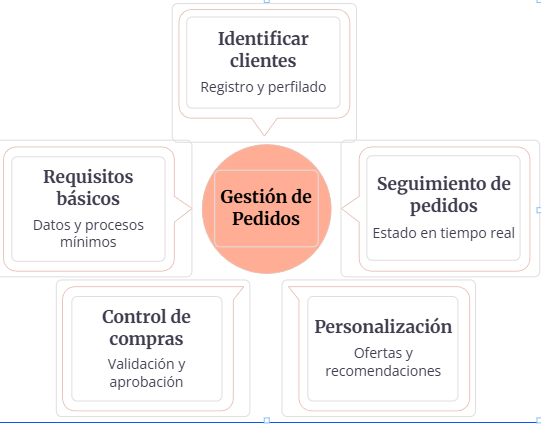 Identificar
clientes
Registro y perfilado
Requisitos
básicos
Datos y procesos
mínimos
Gestión de
Pedidos
Seguimiento de
pedidos
Estado en tiempo real
Control de
compras
Validación y
aprobación
Personalización
Ofertas y
recomendaciones